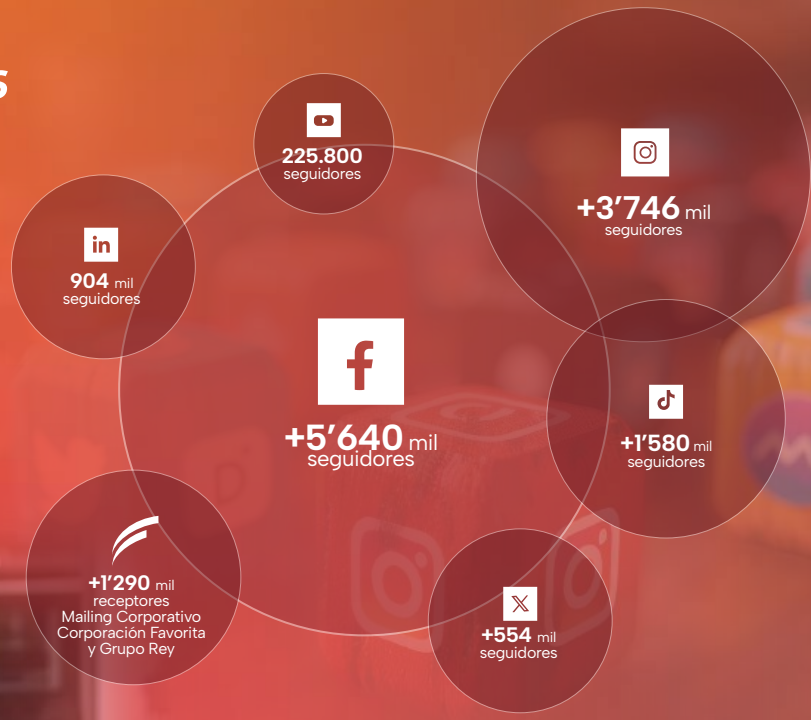 s
225.800
seguidores
+3’746 mil
seguidores
in
904 mil
seguidores
f
+5’640 mil
seguidores
+1’580 mil
seguidores
+1’290 mil
receptores
Mailing Corporativo
Corporación Favorita
y Grupo Rey
X
+554 mil
seguidores